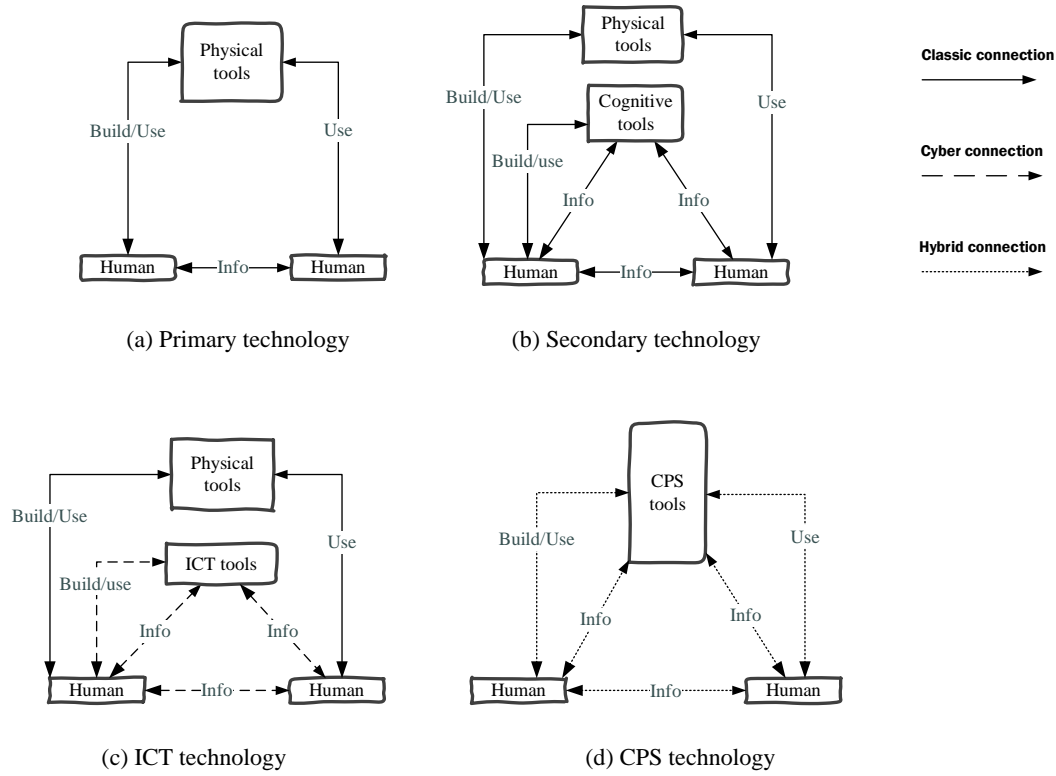 Physical
tools
Build/Use
Use
Human
Info
Human
(a) Primary technology
Physical
tools
Cognitive
tools
Build/Use
Use
Build/use
Info
Info
Human
Info
Human
(b) Secondary technology
Classic connection
Cyber connection
Hybrid connection
Physical
tools
Build/Use
Use
ICT tools
Build/use
Info
Info
Human
Info
Human
(c) ICT technology
CPS
tools
Build/Use
Use
Info
Info
Human
Info
Human
(d) CPS technology